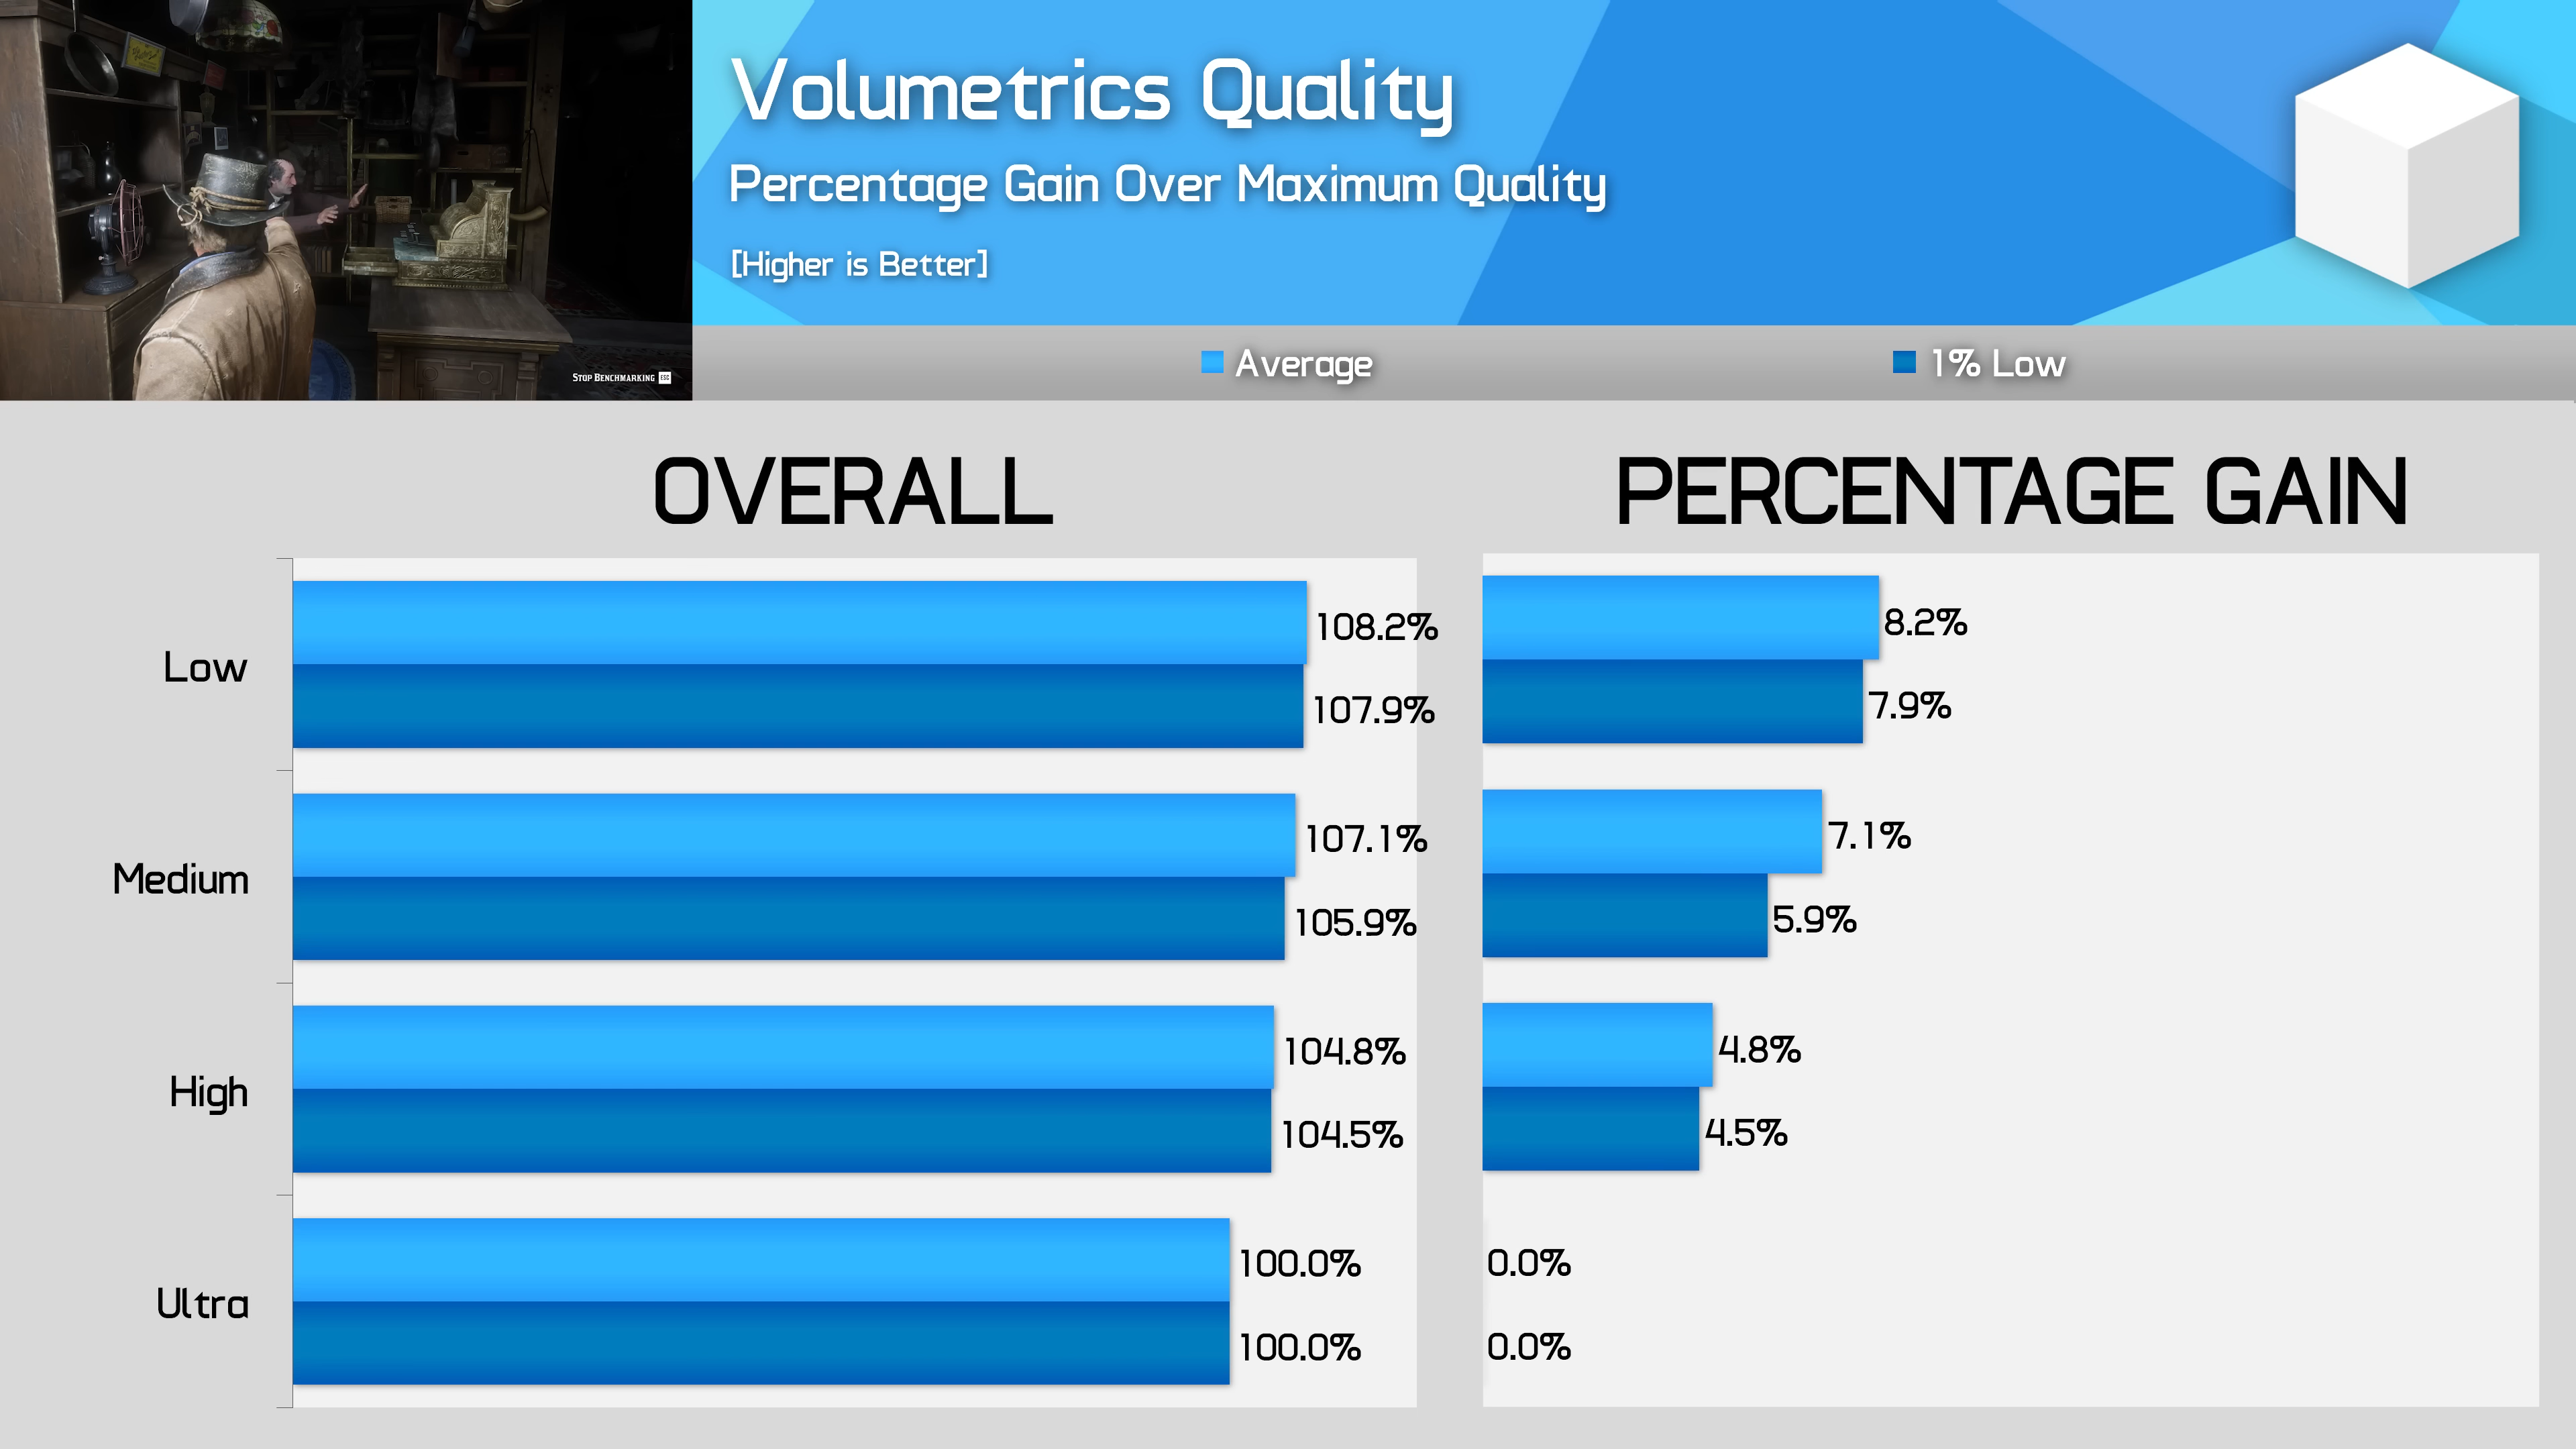 Volumetrics Quality
Percentage Gain Over Maximum Quality
[Higher is Better]
STOP BENCHMARKING ESC
Average
1% Low
OVERALL
PERCENTAGE GAIN
Low
108.2%
107.9%
8.2%
7.9%
Medium
107.1%
105.9%
7.1%
5.9%
High
104.8%
104.5%
4.8%
4.5%
Ultra
100.0%
100.0%
0.0%
0.0%